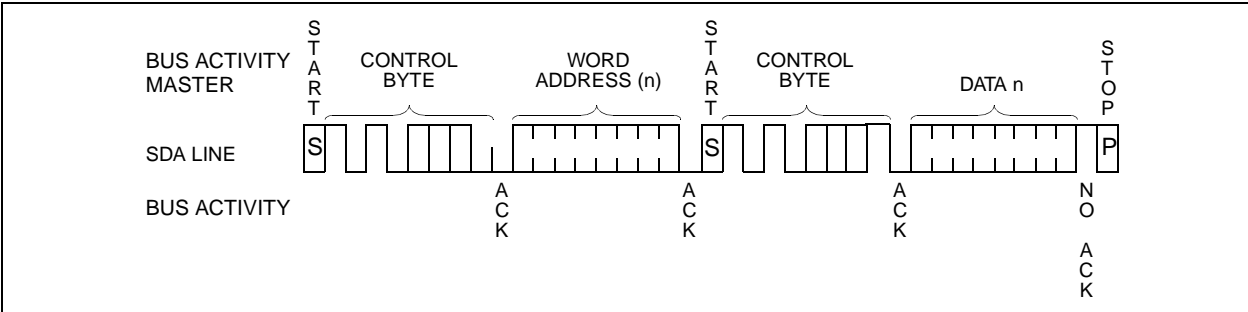 START
CONTROL
BYTE
WORD
ADDRESS (n)
START
CONTROL
BYTE
DATA n
STOP
BUS ACTIVITY
MASTER
SDA LINE
S
S
P
BUS ACTIVITY
ACK
ACK
ACK
NO ACK